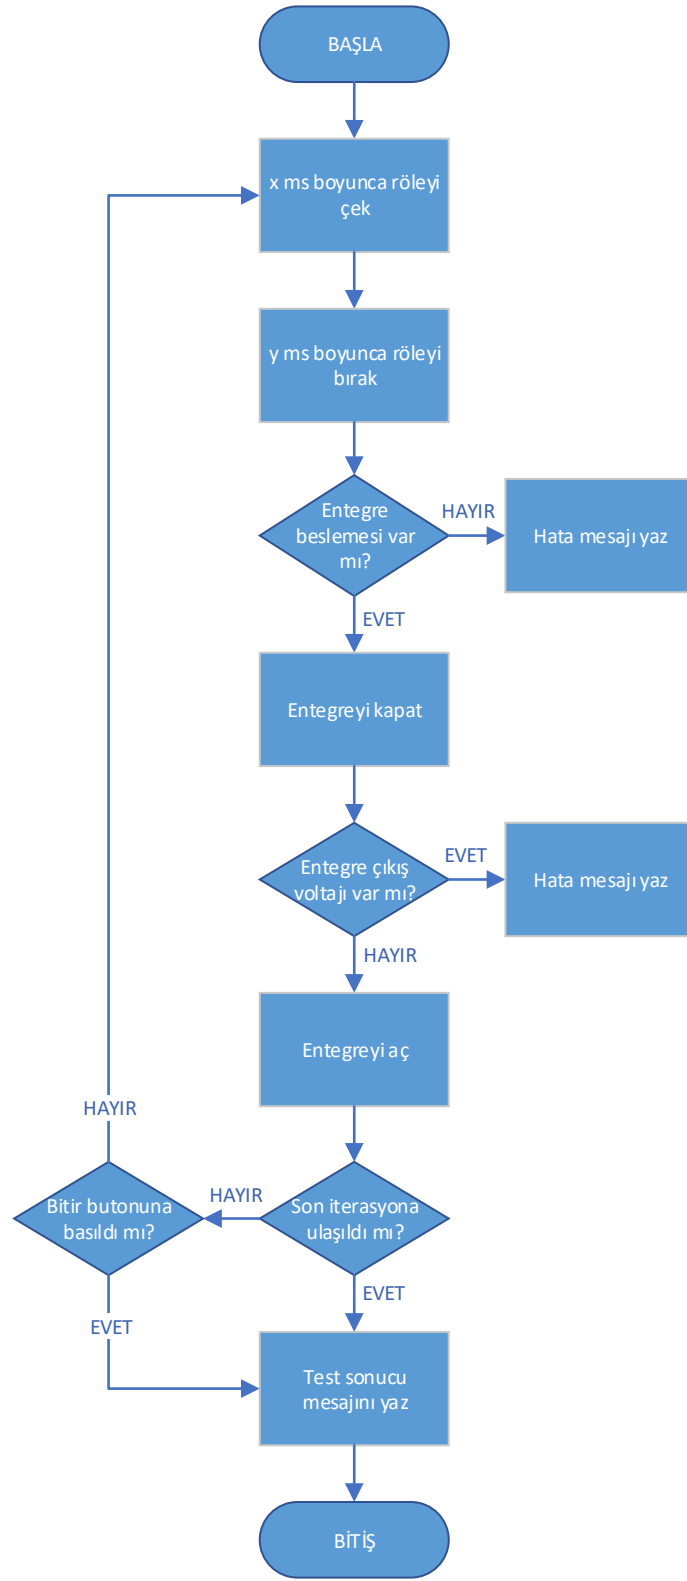 BAŞLA
x ms boyunca röleyi
çek
y ms boyunca röleyi
bırak
Entegre
beslemesi var
mı?
HAYIR
Hata mesajı yaz
EVET
Entegreyi kapat
Entegre çıkış
voltajı var mı?
EVET
Hata mesajı yaz
HAYIR
Entegreyi aç
HAYIR
Bitir butonuna
basıldı mı?
HAYIR
Son iterasyona
ulaşıldı mı?
EVET
EVET
Test sonucu
mesajını yaz
BİTİŞ